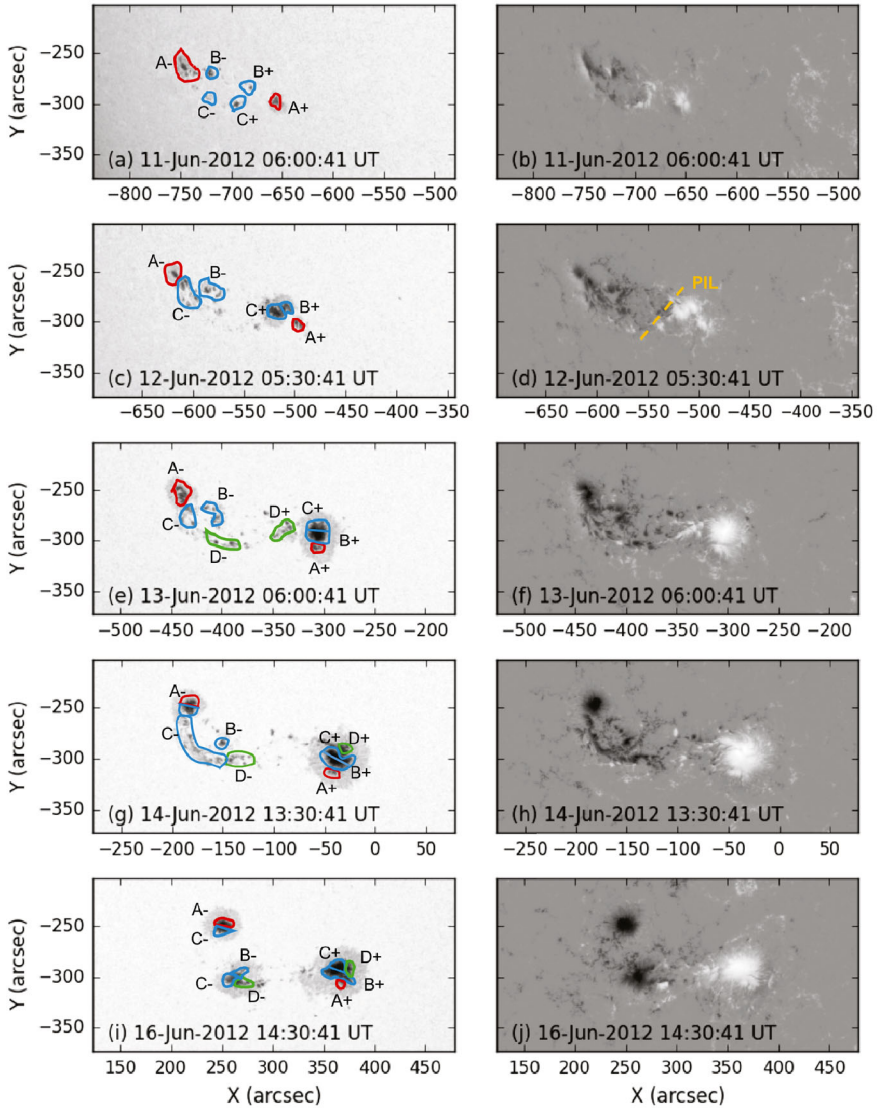 Y (arcsec)
−250
−300
−350
A-
B-
C-
B+
C+
A+
(a) 11-Jun-2012 06:00:41 UT
−800 −750 −700 −650 −600 −550 −500
(b) 11-Jun-2012 06:00:41 UT
−800 −750 −700 −650 −600 −550 −500
Y (arcsec)
−250
−300
−350
A-
B-
C-
C+
B+
A+
(c) 12-Jun-2012 05:30:41 UT
−650 −600 −550 −500 −450 −400 −350
PIL
(d) 12-Jun-2012 05:30:41 UT
−650 −600 −550 −500 −450 −400 −350
Y (arcsec)
−250
−300
−350
A-
B-
C-
D-
D+
C+
B+
A+
(e) 13-Jun-2012 06:00:41 UT
−500 −450 −400 −350 −300 −250 −200
(f) 13-Jun-2012 06:00:41 UT
−500 −450 −400 −350 −300 −250 −200
Y (arcsec)
−250
−300
−350
A-
C-
B-
D-
C+
D+
B+
A+
(g) 14-Jun-2012 13:30:41 UT
−250 −200 −150 −100 −50 0 50
(h) 14-Jun-2012 13:30:41 UT
−250 −200 −150 −100 −50 0 50
Y (arcsec)
−250
−300
−350
A-
C-
B-
C-
D-
C+
D+
B+
A+
(i) 16-Jun-2012 14:30:41 UT
150 200 250 300 350 400 450
X (arcsec)
(j) 16-Jun-2012 14:30:41 UT
150 200 250 300 350 400 450
X (arcsec)